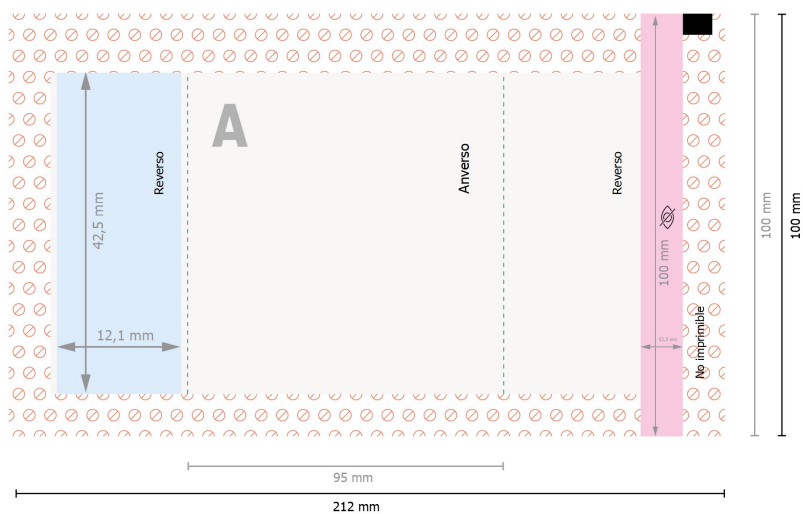 A
Reverso
Anverso
Reverso
42,5 mm
12,1 mm
100 mm
No imprimible
100 mm
100 mm
95 mm
212 mm